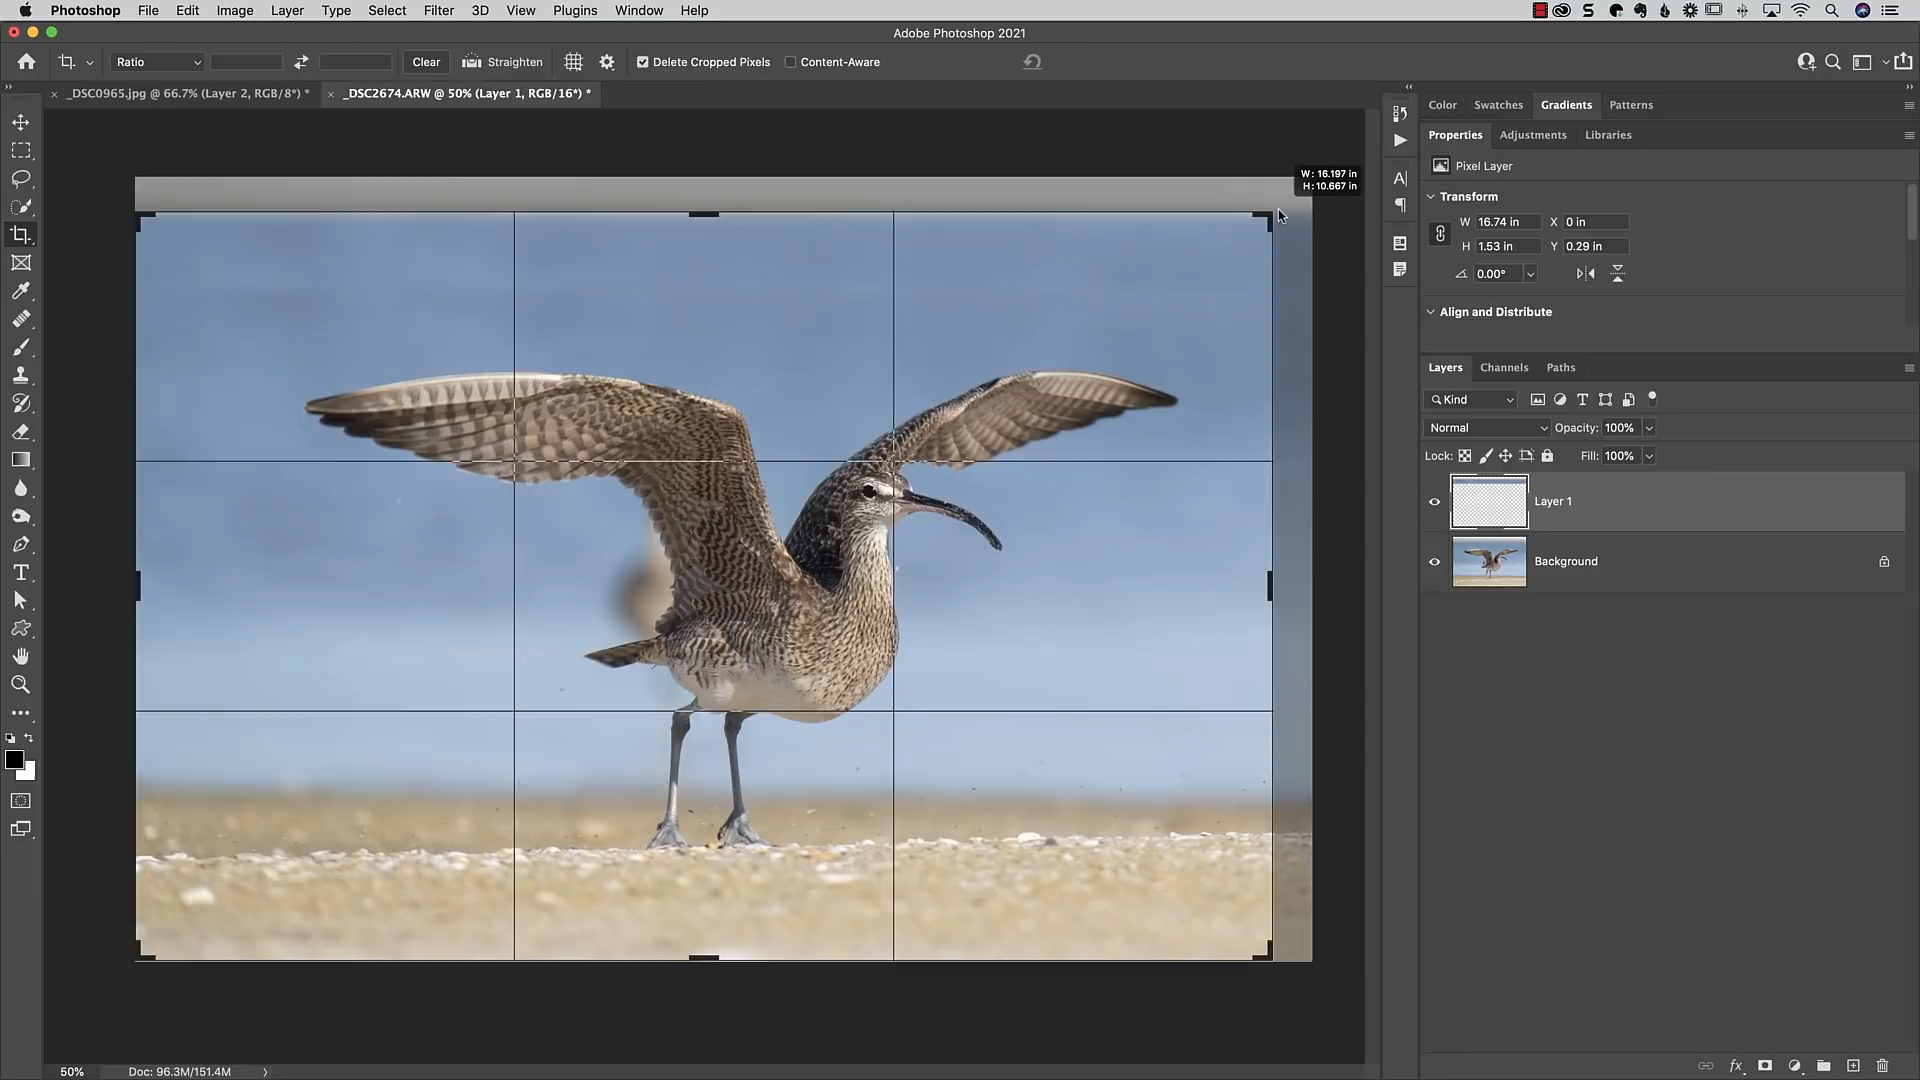 Photoshop File Edit Image Layer Type Select Filter 3D View Plugins Window Help
Adobe Photoshop 2021
Ratio Clear Straighten Delete Cropped Pixels Content-Aware
_DSC0965.jpg @ 66.7% (Layer 2, RGB/8*) * _DSC2674.ARW @ 50% (Layer 1, RGB/16*) *
Color Swatches Gradients Patterns
Properties Adjustments Libraries
Pixel Layer
W: 16.197 in
H: 10.667 in
Transform
W 16.74 in X 0 in
H 1.53 in Y 0.29 in
0.00°
Align and Distribute
Layers Channels Paths
Kind
Normal Opacity: 100%
Lock: Fill: 100%
Layer 1
Background
50% Doc: 96.3M/151.4M